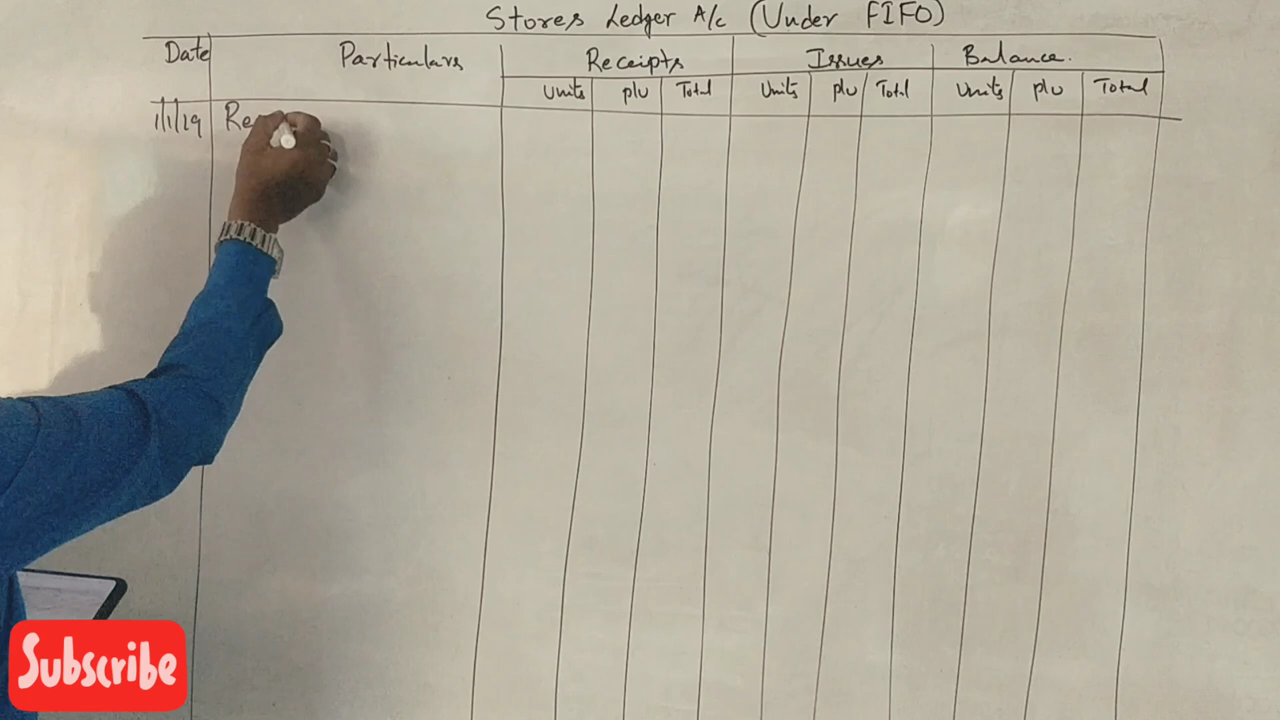 Stores Ledger A/c (Under FIFO)
Date Particulars Receipts Issues Balance.
Units p/u Total Units p/u Total Units p/u Total
1/1/19 Re
Subscribe